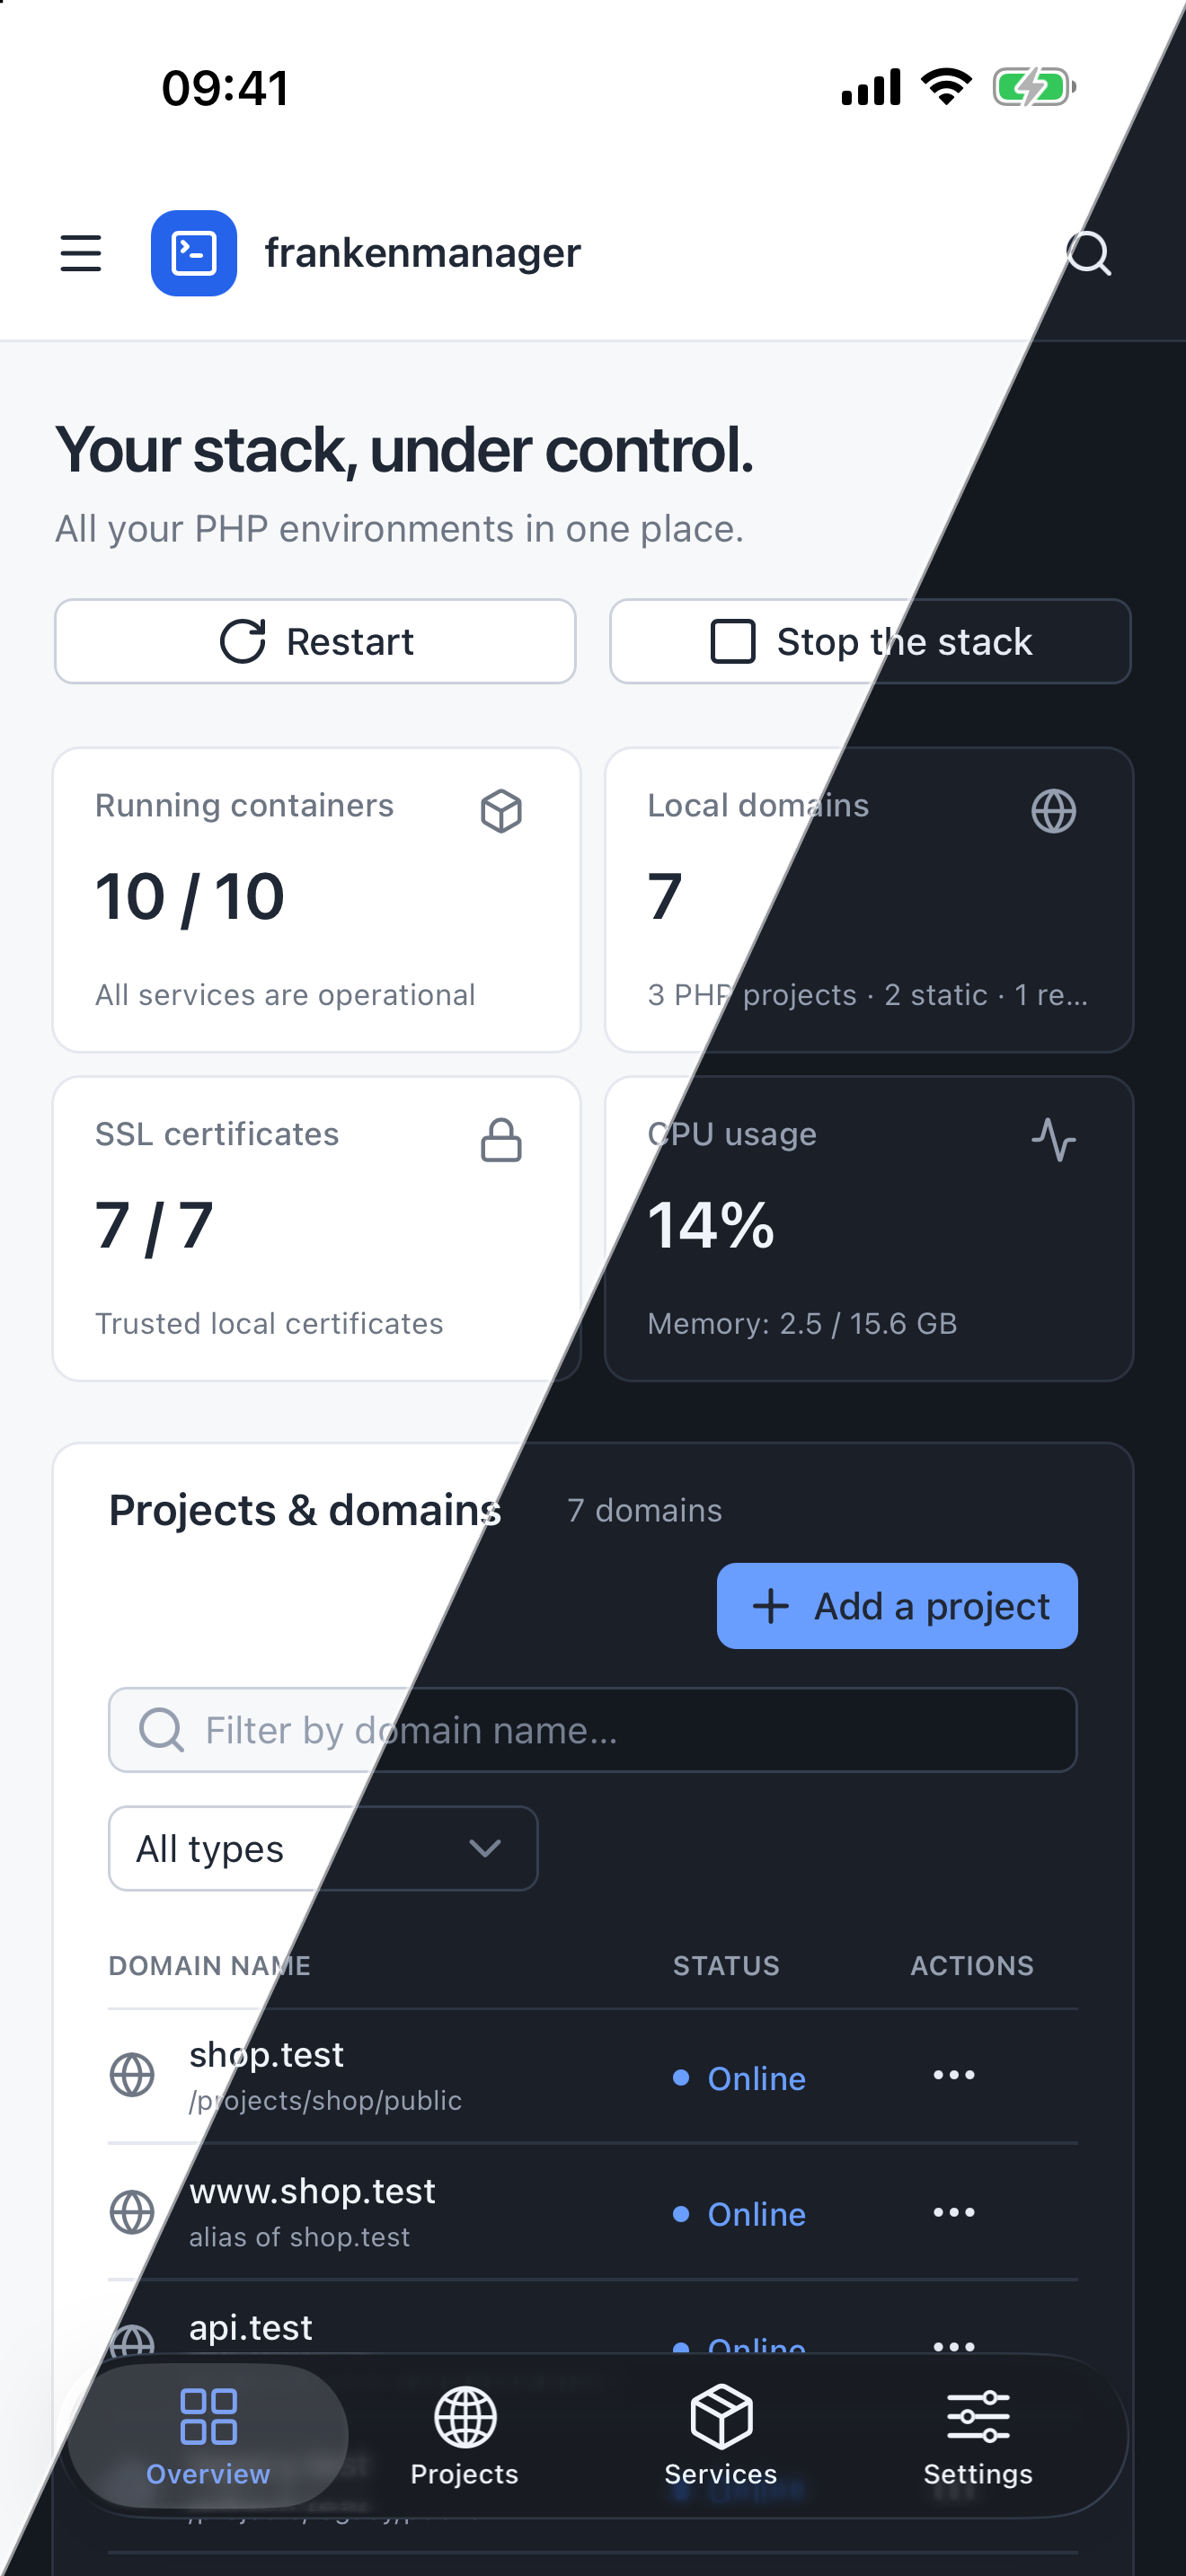 09:41
frankenmanager
Your stack, under control.
All your PHP environments in one place.
Restart
Stop the stack
Running containers
10 / 10
All services are operational
Local domains
7
3 PHP projects · 2 static · 1 re...
SSL certificates
7 / 7
Trusted local certificates
CPU usage
14%
Memory: 2.5 / 15.6 GB
Projects & domains
7 domains
Add a project
Filter by domain name...
All types
DOMAIN NAME
STATUS
ACTIONS
shop.test
/projects/shop/public
Online
www.shop.test
alias of shop.test
Online
api.test
Online
Overview
Projects
Services
Settings